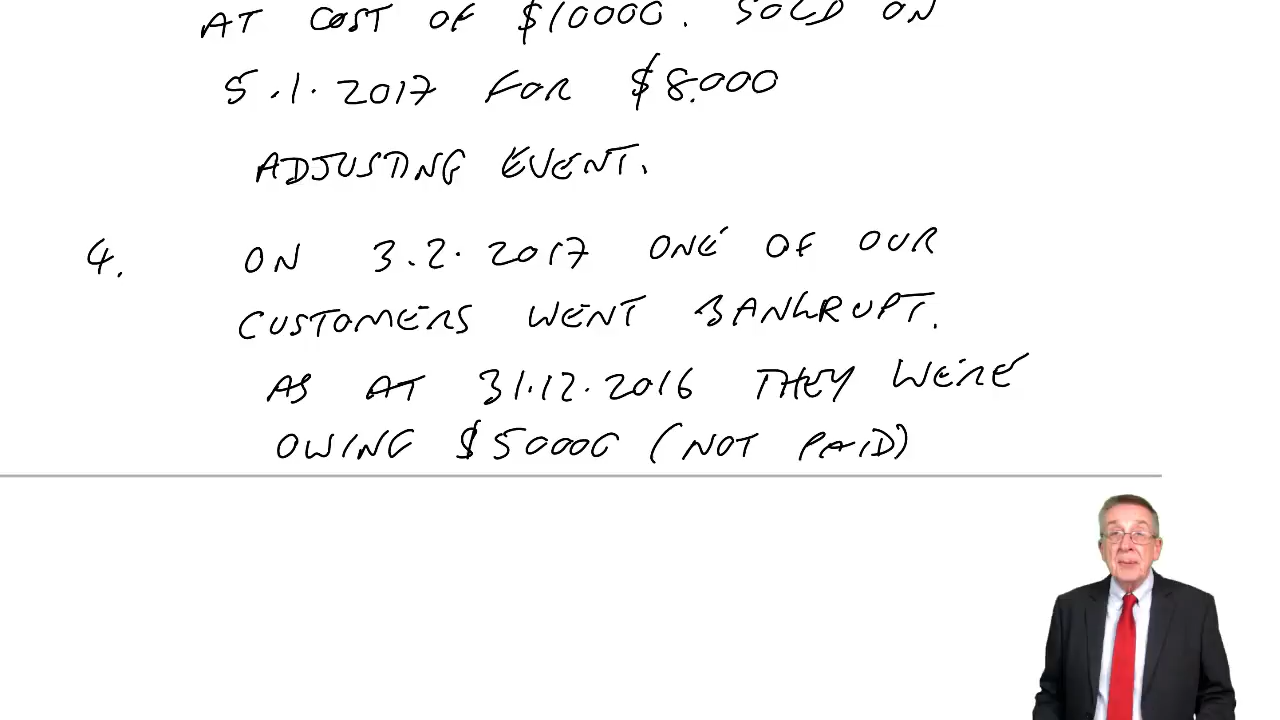 AT COST OF $10000. SOLD ON
5.1.2017 FOR $8.000
ADJUSTING EVENT.
4. ON 3.2.2017 ONE OF OUR
CUSTOMERS WENT BANKRUPT.
AS AT 31.12.2016 THEY WERE
OWING $5000 (NOT PAID)